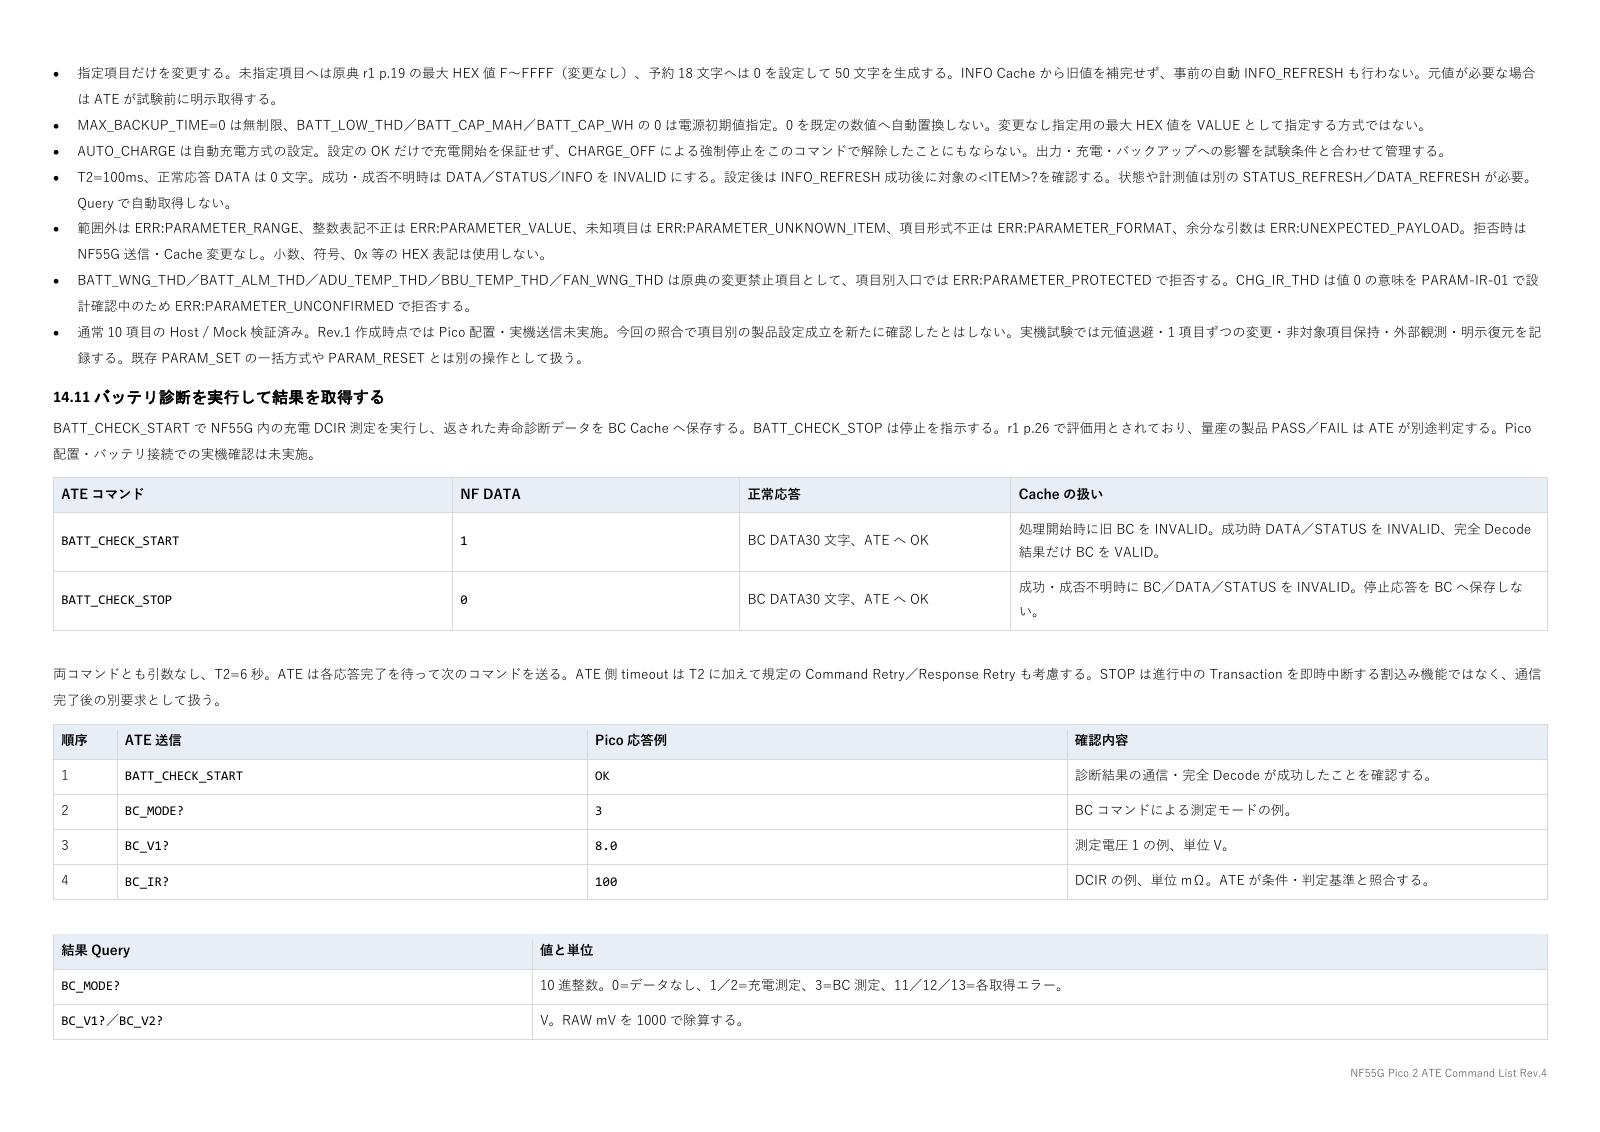 • 指定項目だけを変更する。未指定項目へは原典 r1 p.19 の最大 HEX 値 F～FFFF（変更なし）、予約 18 文字へは 0 を設定して 50 文字を生成する。INFO Cache から旧値を補完せず、事前の自動 INFO_REFRESH も行わない。元値が必要な場合
は ATE が試験前に明示取得する。
• MAX_BACKUP_TIME=0 は無制限、BATT_LOW_THD／BATT_CAP_MAH／BATT_CAP_WH の 0 は電源初期値指定。0 を既定の数値へ自動置換しない。変更なし指定用の最大 HEX 値を VALUE として指定する方式ではない。
• AUTO_CHARGE は自動充電方式の設定。設定の OK だけで充電開始を保証せず、CHARGE_OFF による強制停止をこのコマンドで解除したことにもならない。出力・充電・バックアップへの影響を試験条件と合わせて管理する。
• T2=100ms、正常応答 DATA は 0 文字。成功・成否不明時は DATA／STATUS／INFO を INVALID にする。設定後は INFO_REFRESH 成功後に対象の<ITEM>?を確認する。状態や計測値は別の STATUS_REFRESH／DATA_REFRESH が必要。
Query で自動取得しない。
• 範囲外は ERR:PARAMETER_RANGE、整数表記不正は ERR:PARAMETER_VALUE、未知項目は ERR:PARAMETER_UNKNOWN_ITEM、項目形式不正は ERR:PARAMETER_FORMAT、余分な引数は ERR:UNEXPECTED_PAYLOAD。拒否時は
NF55G 送信・Cache 変更なし。小数、符号、0x 等の HEX 表記は使用しない。
• BATT_WNG_THD／BATT_ALM_THD／ADU_TEMP_THD／BBU_TEMP_THD／FAN_WNG_THD は原典の変更禁止項目として、項目別入口では ERR:PARAMETER_PROTECTED で拒否する。CHG_IR_THD は値 0 の意味を PARAM-IR-01 で設
計確認中のため ERR:PARAMETER_UNCONFIRMED で拒否する。
• 通常 10 項目の Host / Mock 検証済み。Rev.1 作成時点では Pico 配置・実機送信未実施。今回の照合で項目別の製品設定成立を新たに確認したとはしない。実機試験では元値退避・1 項目ずつの変更・非対象項目保持・外部観測・明示復元を記
録する。既存 PARAM_SET の一括方式や PARAM_RESET とは別の操作として扱う。
14.11 バッテリ診断を実行して結果を取得する
BATT_CHECK_START で NF55G 内の充電 DCIR 測定を実行し、返された寿命診断データを BC Cache へ保存する。BATT_CHECK_STOP は停止を指示する。r1 p.26 で評価用とされており、量産の製品 PASS／FAIL は ATE が別途判定する。Pico
配置・バッテリ接続での実機確認は未実施。
ATE コマンド NF DATA 正常応答 Cache の扱い
BATT_CHECK_START 1 BC DATA30 文字、ATE へ OK 処理開始時に旧 BC を INVALID。成功時 DATA／STATUS を INVALID、完全 Decode
結果だけ BC を VALID。
BATT_CHECK_STOP 0 BC DATA30 文字、ATE へ OK 成功・成否不明時に BC／DATA／STATUS を INVALID。停止応答を BC へ保存しな
い。
両コマンドとも引数なし、T2=6 秒。ATE は各応答完了を待って次のコマンドを送る。ATE 側 timeout は T2 に加えて規定の Command Retry／Response Retry も考慮する。STOP は進行中の Transaction を即時中断する割込み機能ではなく、通信
完了後の別要求として扱う。
順序 ATE 送信 Pico 応答例 確認内容
1 BATT_CHECK_START OK 診断結果の通信・完全 Decode が成功したことを確認する。
2 BC_MODE? 3 BC コマンドによる測定モードの例。
3 BC_V1? 8.0 測定電圧 1 の例、単位 V。
4 BC_IR? 100 DCIR の例、単位 mΩ。ATE が条件・判定基準と照合する。
結果 Query 値と単位
BC_MODE? 10 進整数。0=データなし、1／2=充電測定、3=BC 測定、11／12／13=各取得エラー。
BC_V1?／BC_V2? V。RAW mV を 1000 で除算する。
NF55G Pico 2 ATE Command List Rev.4